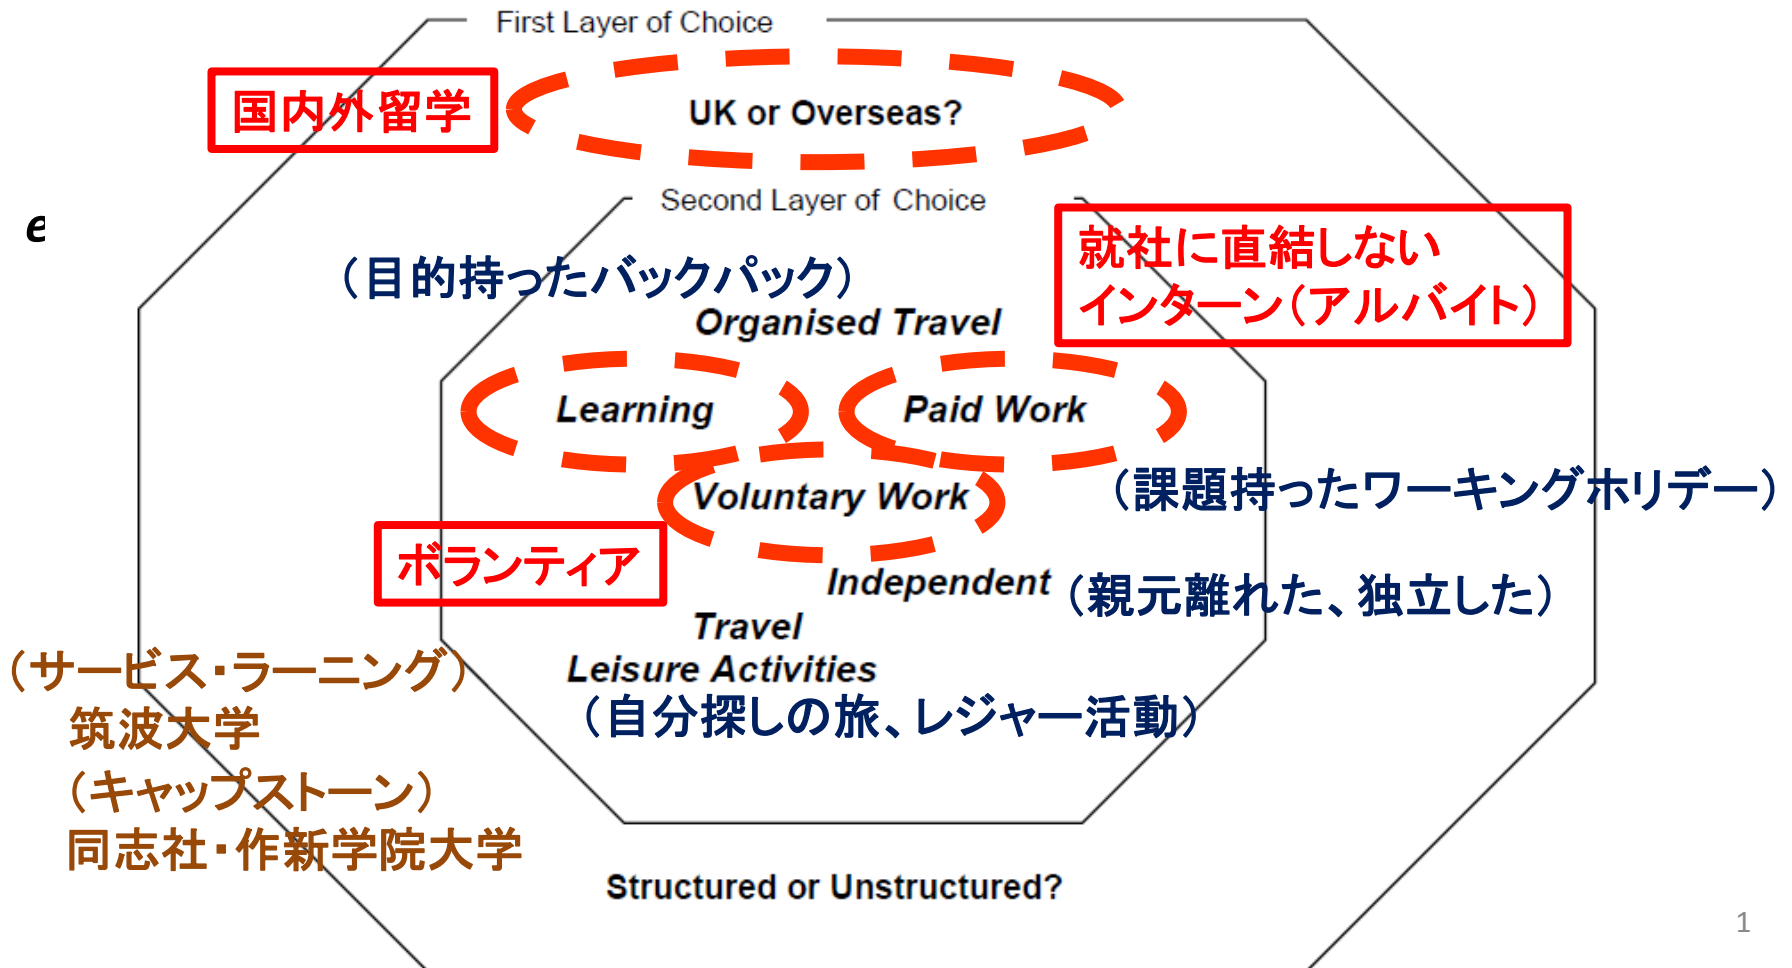 First Layer of Choice
国内外留学
UK or Overseas?
Second Layer of Choice
e
就社に直結しない
インターン（アルバイト）
（目的持ったバックパック）
Organised Travel
Learning
Paid Work
Voluntary Work
（課題持ったワーキングホリデー）
ボランティア
Independent
（親元離れた、独立した）
Travel
Leisure Activities
（サービス・ラーニング）
（自分探しの旅、レジャー活動）
筑波大学
（キャップストーン）
同志社・作新学院大学
Structured or Unstructured?
1